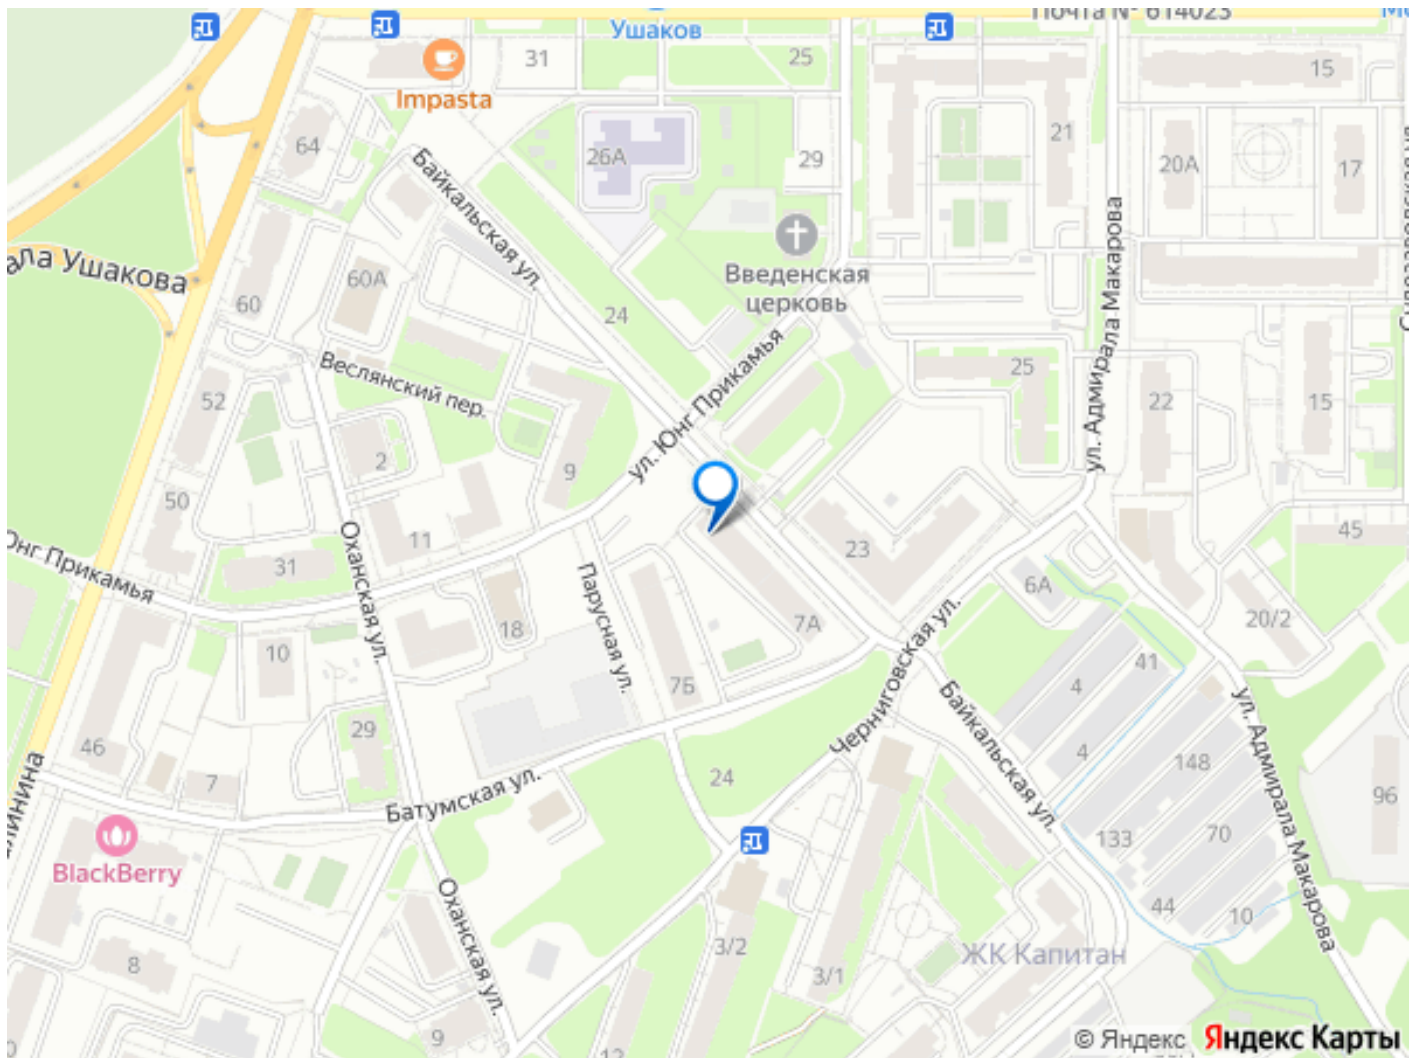 Почта № 614023
Ушаков
31
25
15
Impasta
64
26А
29
21
20А
17
Байкальская ул.
ала Ушакова
60А
60
Введенская
церковь
24
ул. Адмирала Макарова
Веслянский пер.
ул. Юнг Прикамья
25
52
22
15
2
9
50
11
23
45
Юнг Прикамья
31
Оханская ул.
Парусная ул.
18
7А
6А
20/2
10
Черниговская ул.
41
4
7Б
Байкальская ул.
ул. Адмирала Макарова
29
46
7
24
4
148
96
Батумская ул.
алинина
133
70
BlackBerry
44
10
Оханская ул.
3/2
3/1
ЖК Капитан
8
9
© Яндекс Яндекс Карты